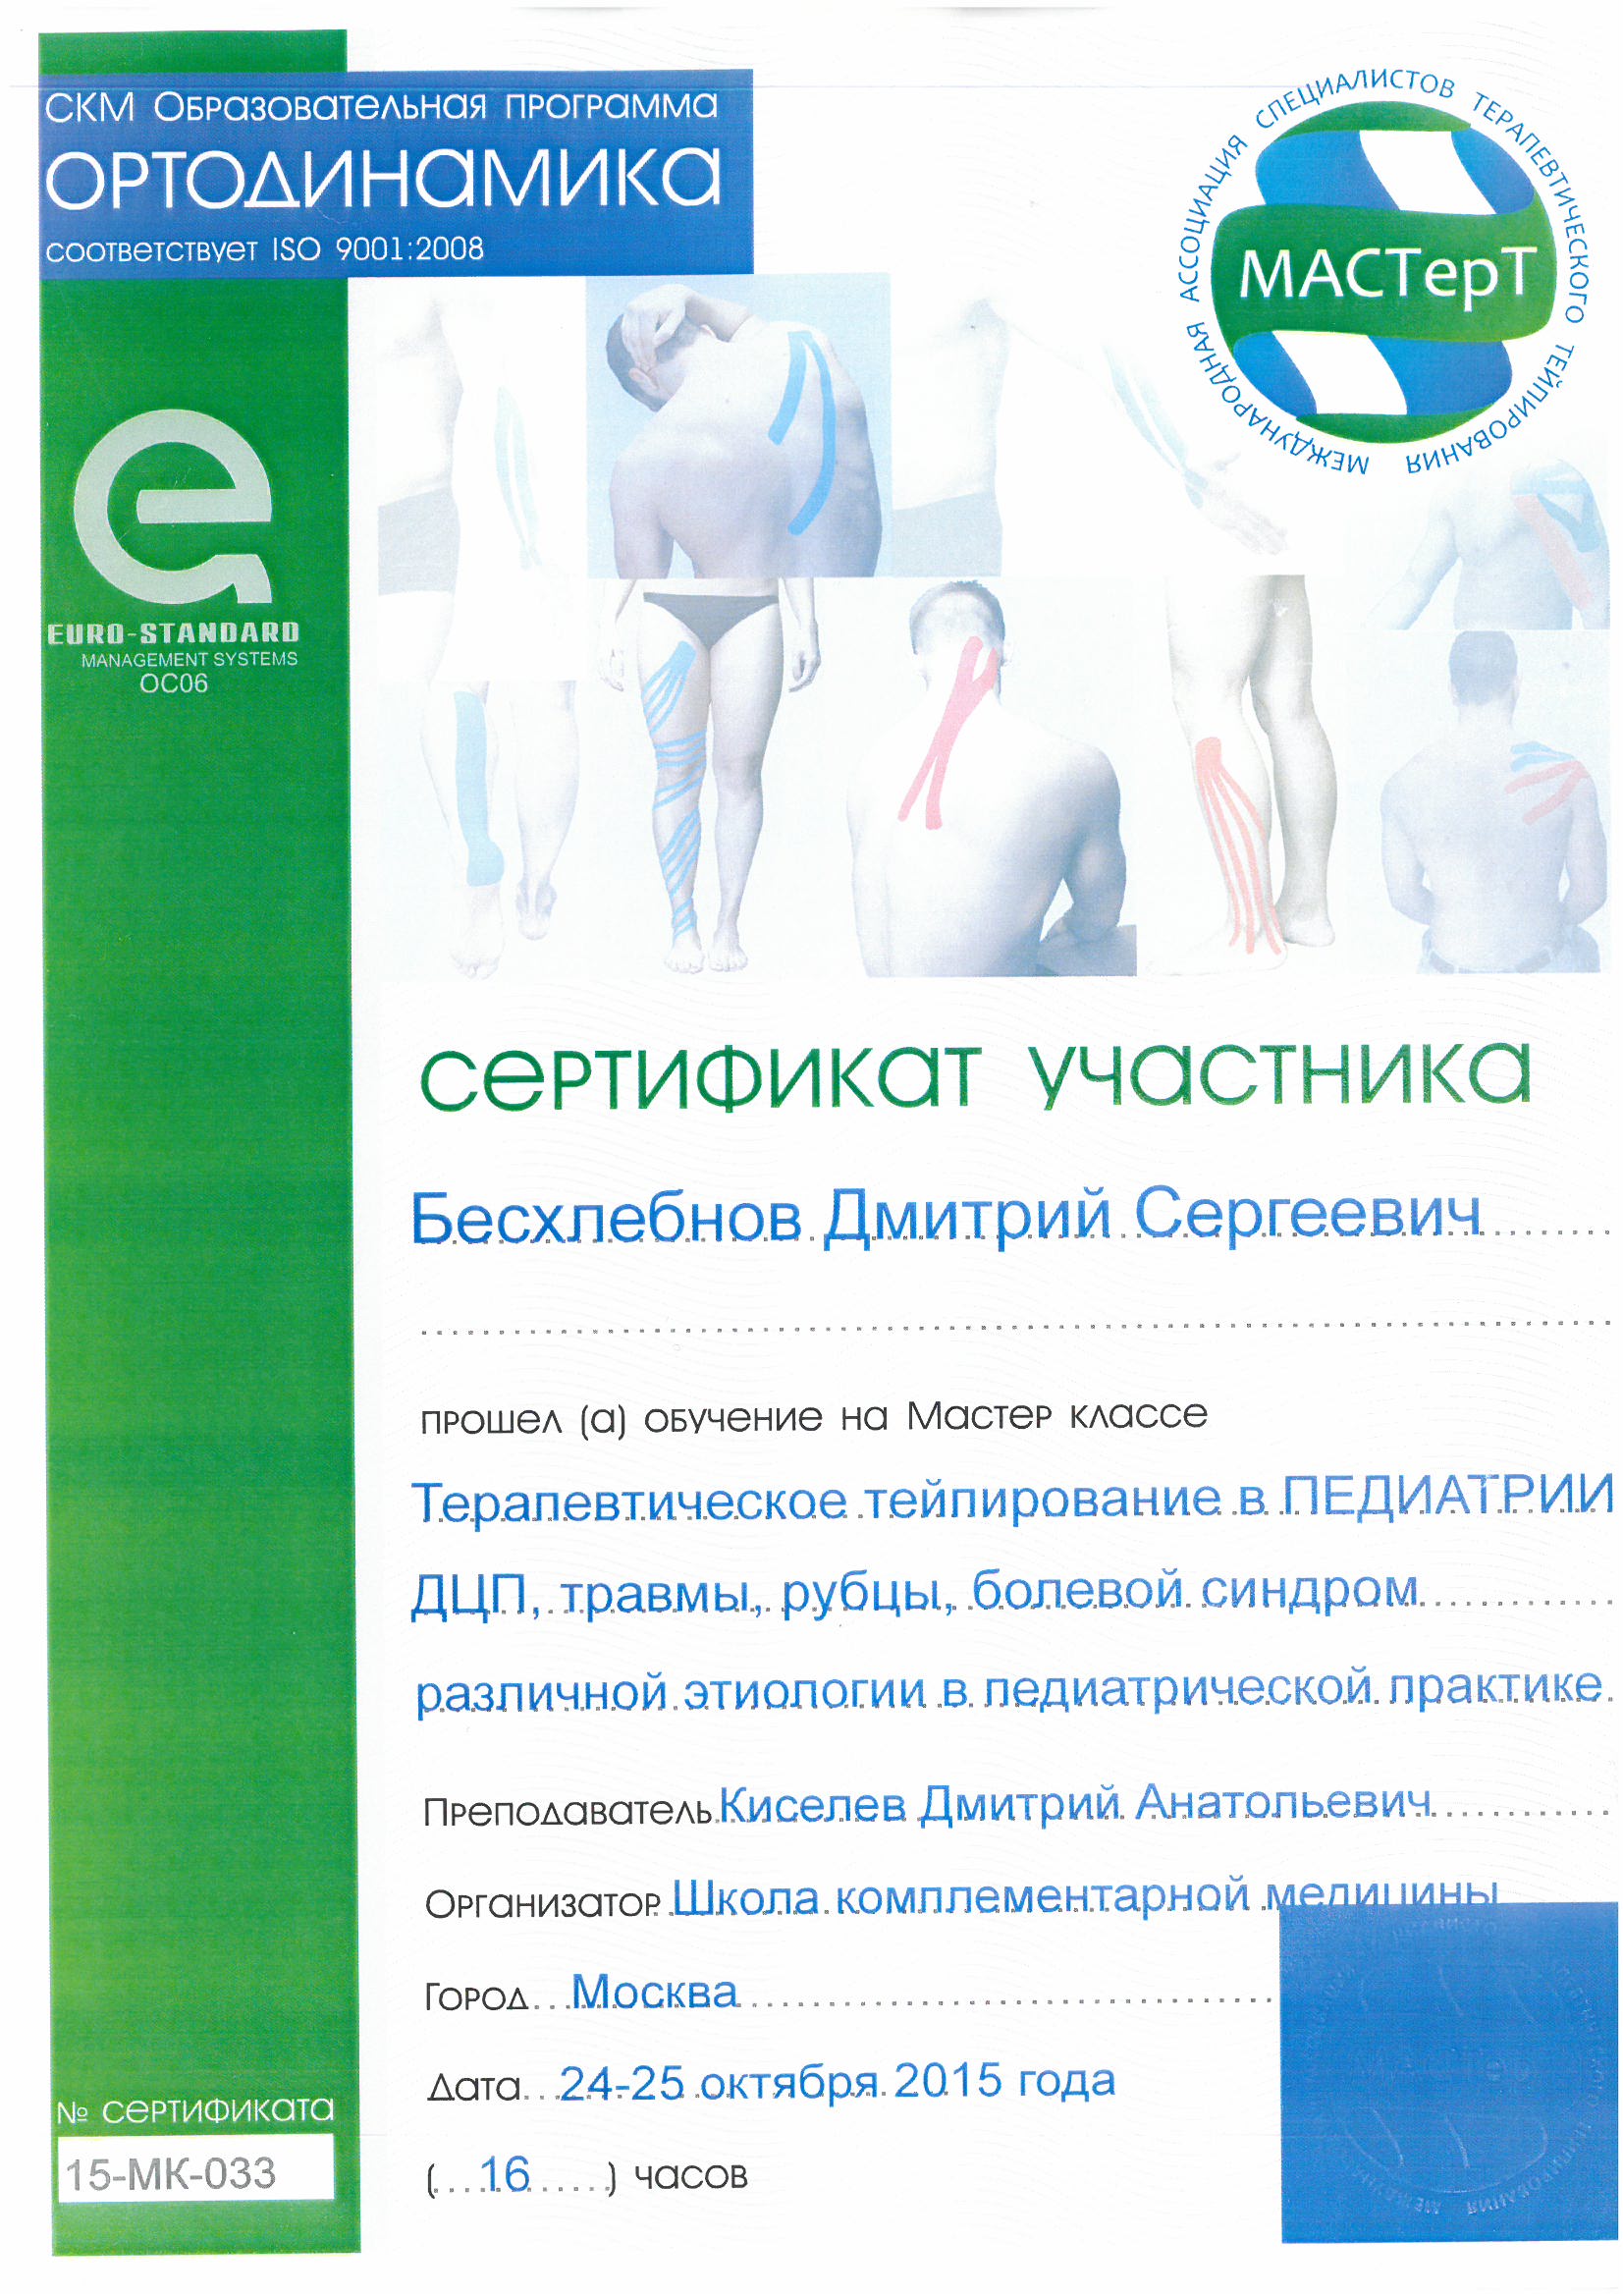 СКМ Образовательная программа
ОРТОДИНАМИКА
соответствует ISO 9001:2008
МЕЖДУНАРОДНАЯ АССОЦИАЦИЯ СПЕЦИАЛИСТОВ ТЕРАПЕВТИЧЕСКОГО ТЕЙПИРОВАНИЯ
МАСТерТ
EURO-STANDARD
MANAGEMENT SYSTEMS
ОС06
сертификат участника
Бесхлебнов Дмитрий Сергеевич
прошел (а) обучение на Мастер классе
Терапевтическое тейпирование в ПЕДИАТРИИ
ДЦП, травмы, рубцы, болевой синдром
различной этиологии в педиатрической практике
Преподаватель Киселев Дмитрий Анатольевич
Организатор Школа комплементарной медицины
Город Москва
Дата 24-25 октября 2015 года
(16) часов
№ сертификата
15-МК-033